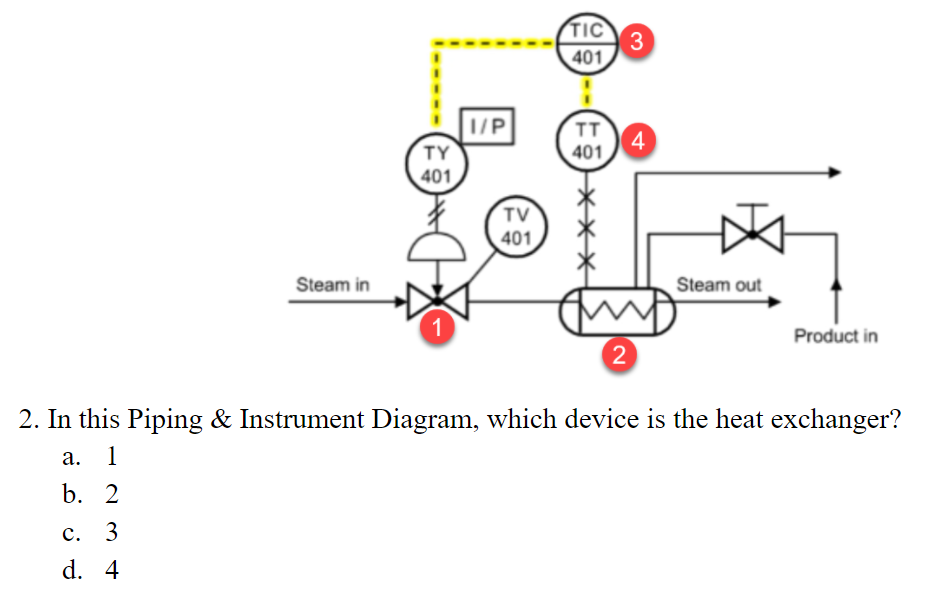 TIC
401
3
I/P
TT
401
4
TY
401
TV
401
Steam in
Steam out
1
Product in
2
2. In this Piping & Instrument Diagram, which device is the heat exchanger?
a. 1
b. 2
c. 3
d. 4